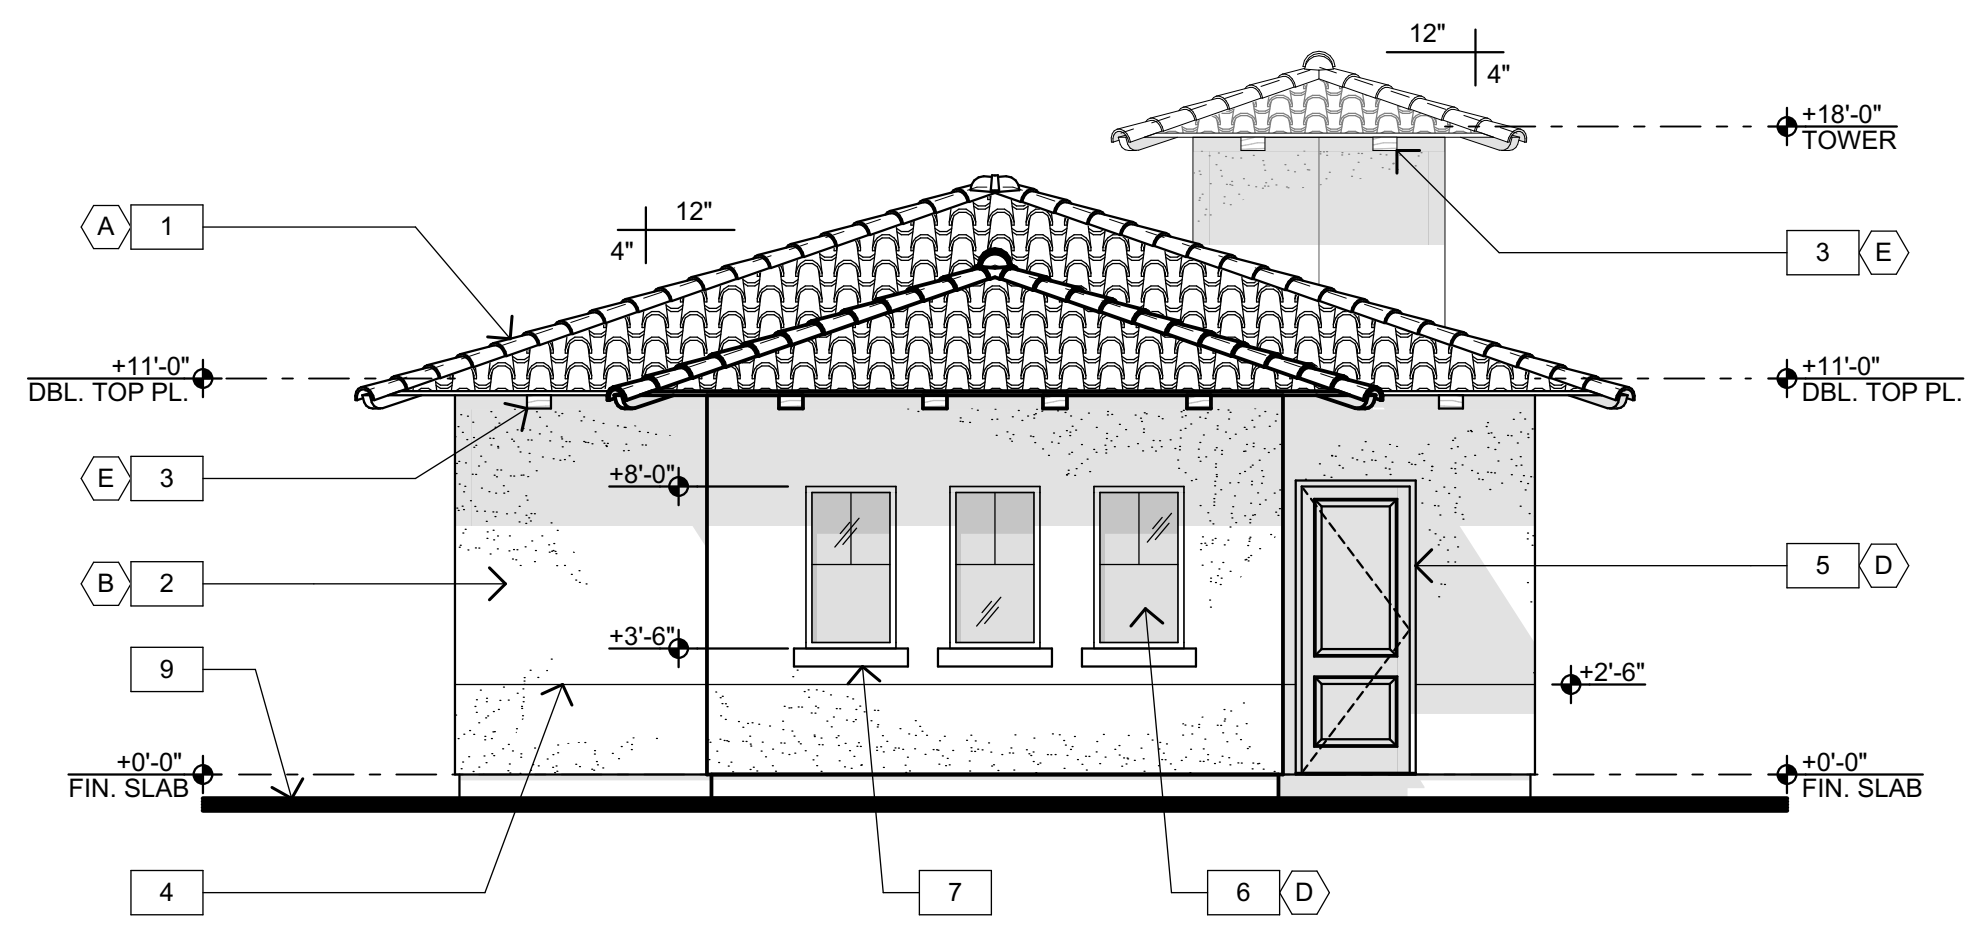 12"
4"
+18'-0"
TOWER
A 1
12"
4"
3 E
+11'-0"
DBL. TOP PL.
+11'-0"
DBL. TOP PL.
E 3
+8'-0"
B 2
5 D
+3'-6"
9
+2'-6"
+0'-0"
FIN. SLAB
+0'-0"
FIN. SLAB
4
7
6 D